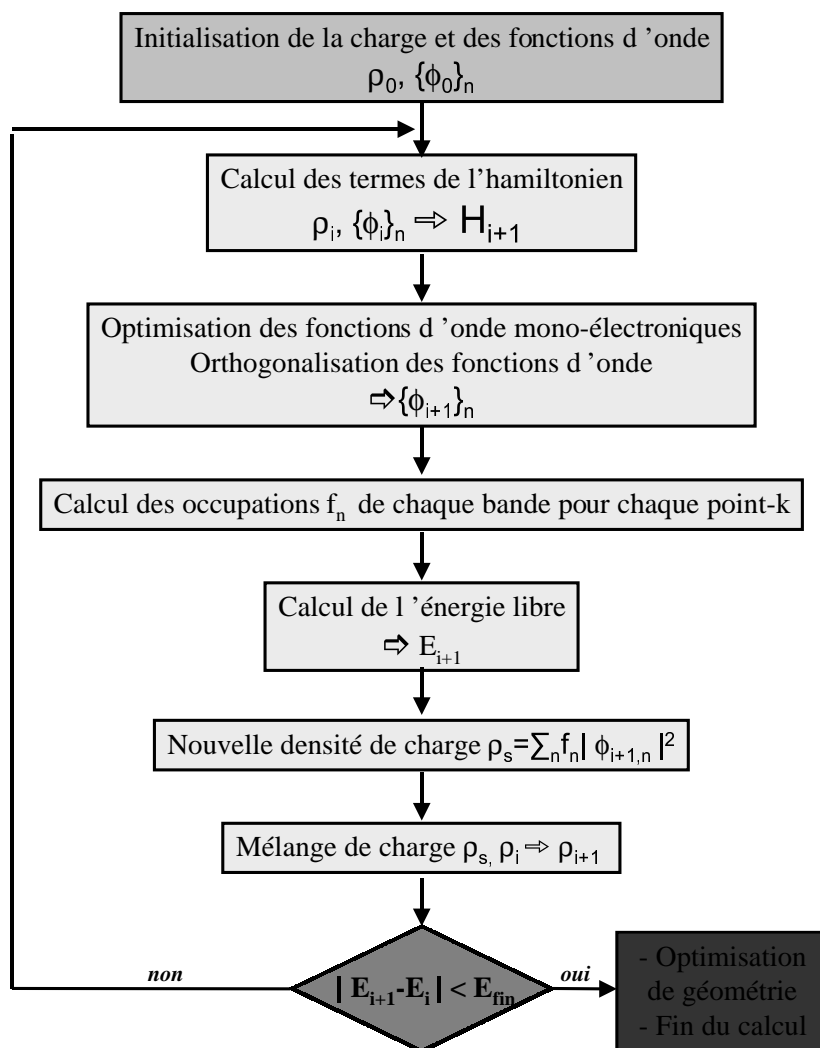 Initialisation de la charge et des fonctions d ’onde
ρ₀, {ϕ₀}ₙ
Calcul des termes de l’hamiltonien
ρᵢ, {ϕᵢ}ₙ ⇨ Hᵢ₊₁
Optimisation des fonctions d ’onde mono-électroniques
Orthogonalisation des fonctions d ’onde
⇨{ϕᵢ₊₁}ₙ
Calcul des occupations fₙ de chaque bande pour chaque point-k
Calcul de l ’énergie libre
⇨ Eᵢ₊₁
Nouvelle densité de charge ρₛ=∑ₙfₙ| ϕᵢ₊₁,ₙ |²
Mélange de charge ρₛ, ρᵢ ⇨ ρᵢ₊₁
non
| Eᵢ₊₁-Eᵢ | < E_fin
oui
- Optimisation
de géométrie
- Fin du calcul